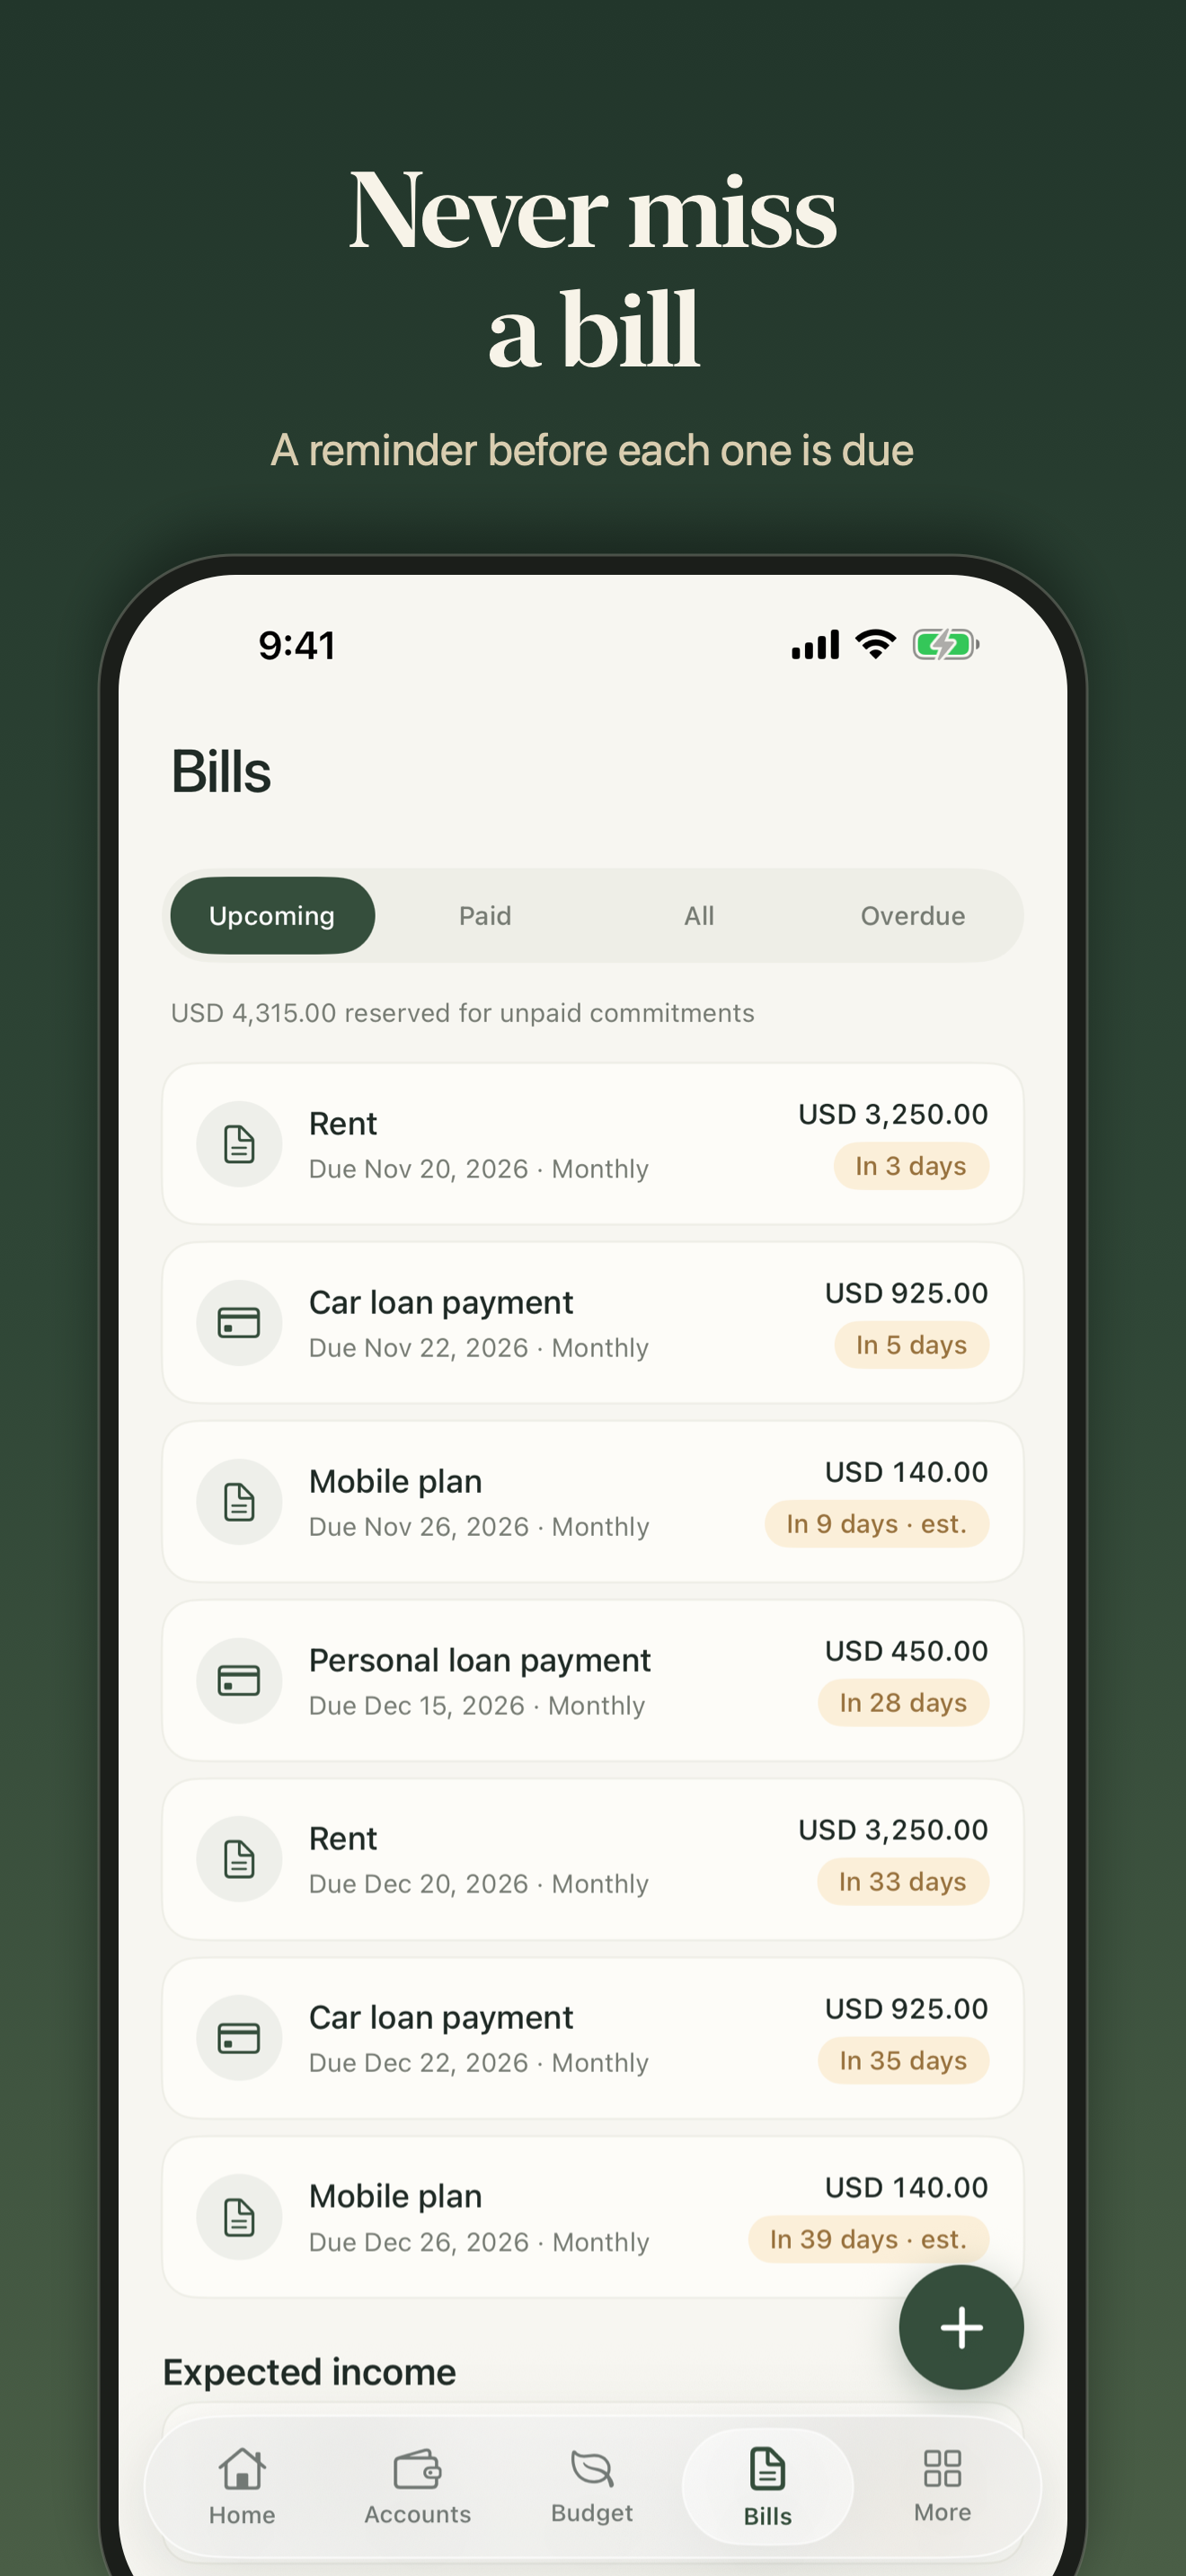 Never miss
a bill
A reminder before each one is due
9:41
Bills
Upcoming Paid All Overdue
USD 4,315.00 reserved for unpaid commitments
Rent USD 3,250.00
Due Nov 20, 2026 · Monthly In 3 days
Car loan payment USD 925.00
Due Nov 22, 2026 · Monthly In 5 days
Mobile plan USD 140.00
Due Nov 26, 2026 · Monthly In 9 days · est.
Personal loan payment USD 450.00
Due Dec 15, 2026 · Monthly In 28 days
Rent USD 3,250.00
Due Dec 20, 2026 · Monthly In 33 days
Car loan payment USD 925.00
Due Dec 22, 2026 · Monthly In 35 days
Mobile plan USD 140.00
Due Dec 26, 2026 · Monthly In 39 days · est.
Expected income
Home Accounts Budget Bills More